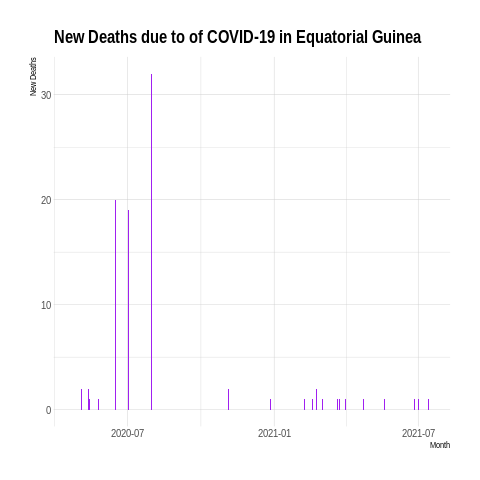 New Deaths due to of COVID-19 in Equatorial Guinea
New Deaths
30
20
10
0
2020-07
2021-01
2021-07
Month